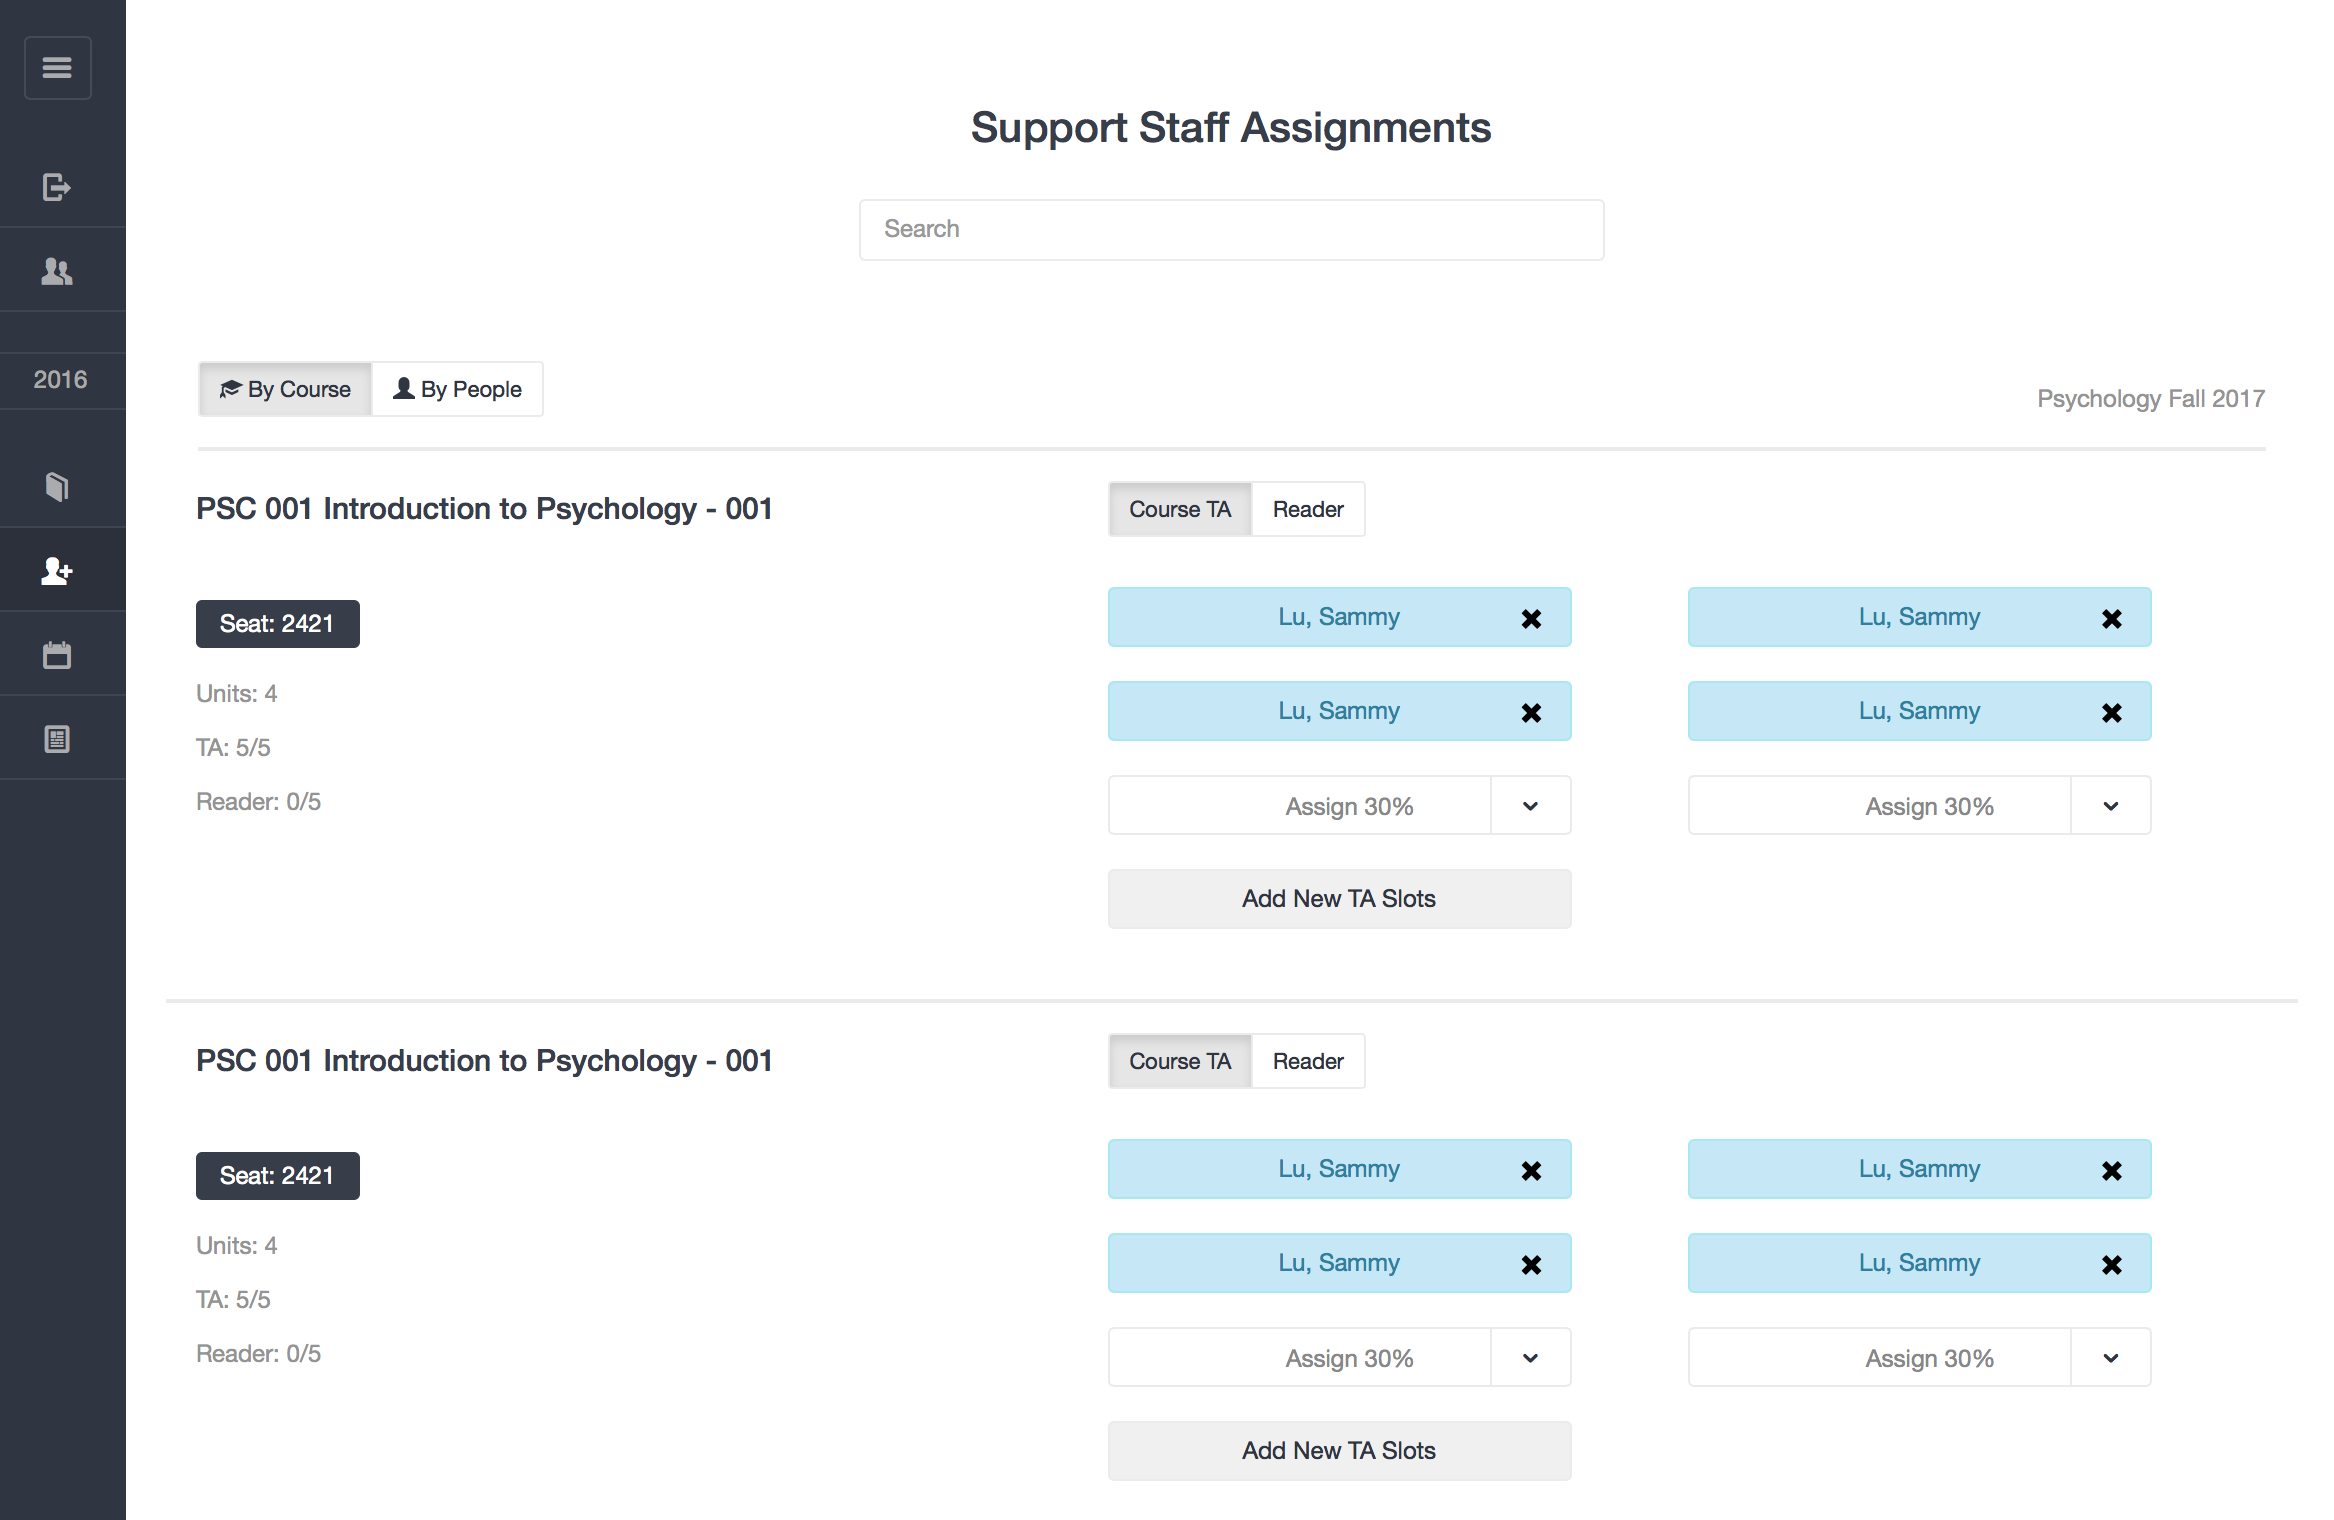 Support Staff Assignments
Search
2016
By Course By People
Psychology Fall 2017
PSC 001 Introduction to Psychology - 001
Course TA Reader
Seat: 2421
Units: 4
TA: 5/5
Reader: 0/5
Lu, Sammy Lu, Sammy
Lu, Sammy Lu, Sammy
Assign 30% Assign 30%
Add New TA Slots
PSC 001 Introduction to Psychology - 001
Course TA Reader
Seat: 2421
Units: 4
TA: 5/5
Reader: 0/5
Lu, Sammy Lu, Sammy
Lu, Sammy Lu, Sammy
Assign 30% Assign 30%
Add New TA Slots